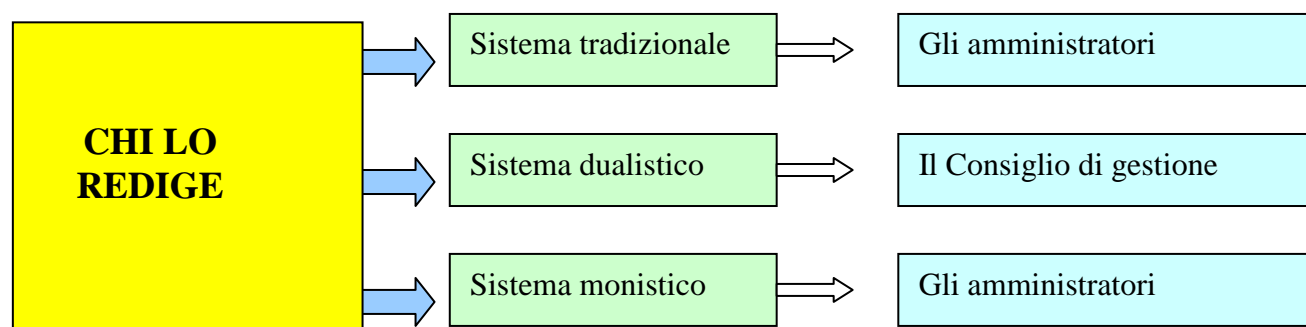 CHI LO
REDIGE
Sistema tradizionale
Gli amministratori
Sistema dualistico
Il Consiglio di gestione
Sistema monistico
Gli amministratori